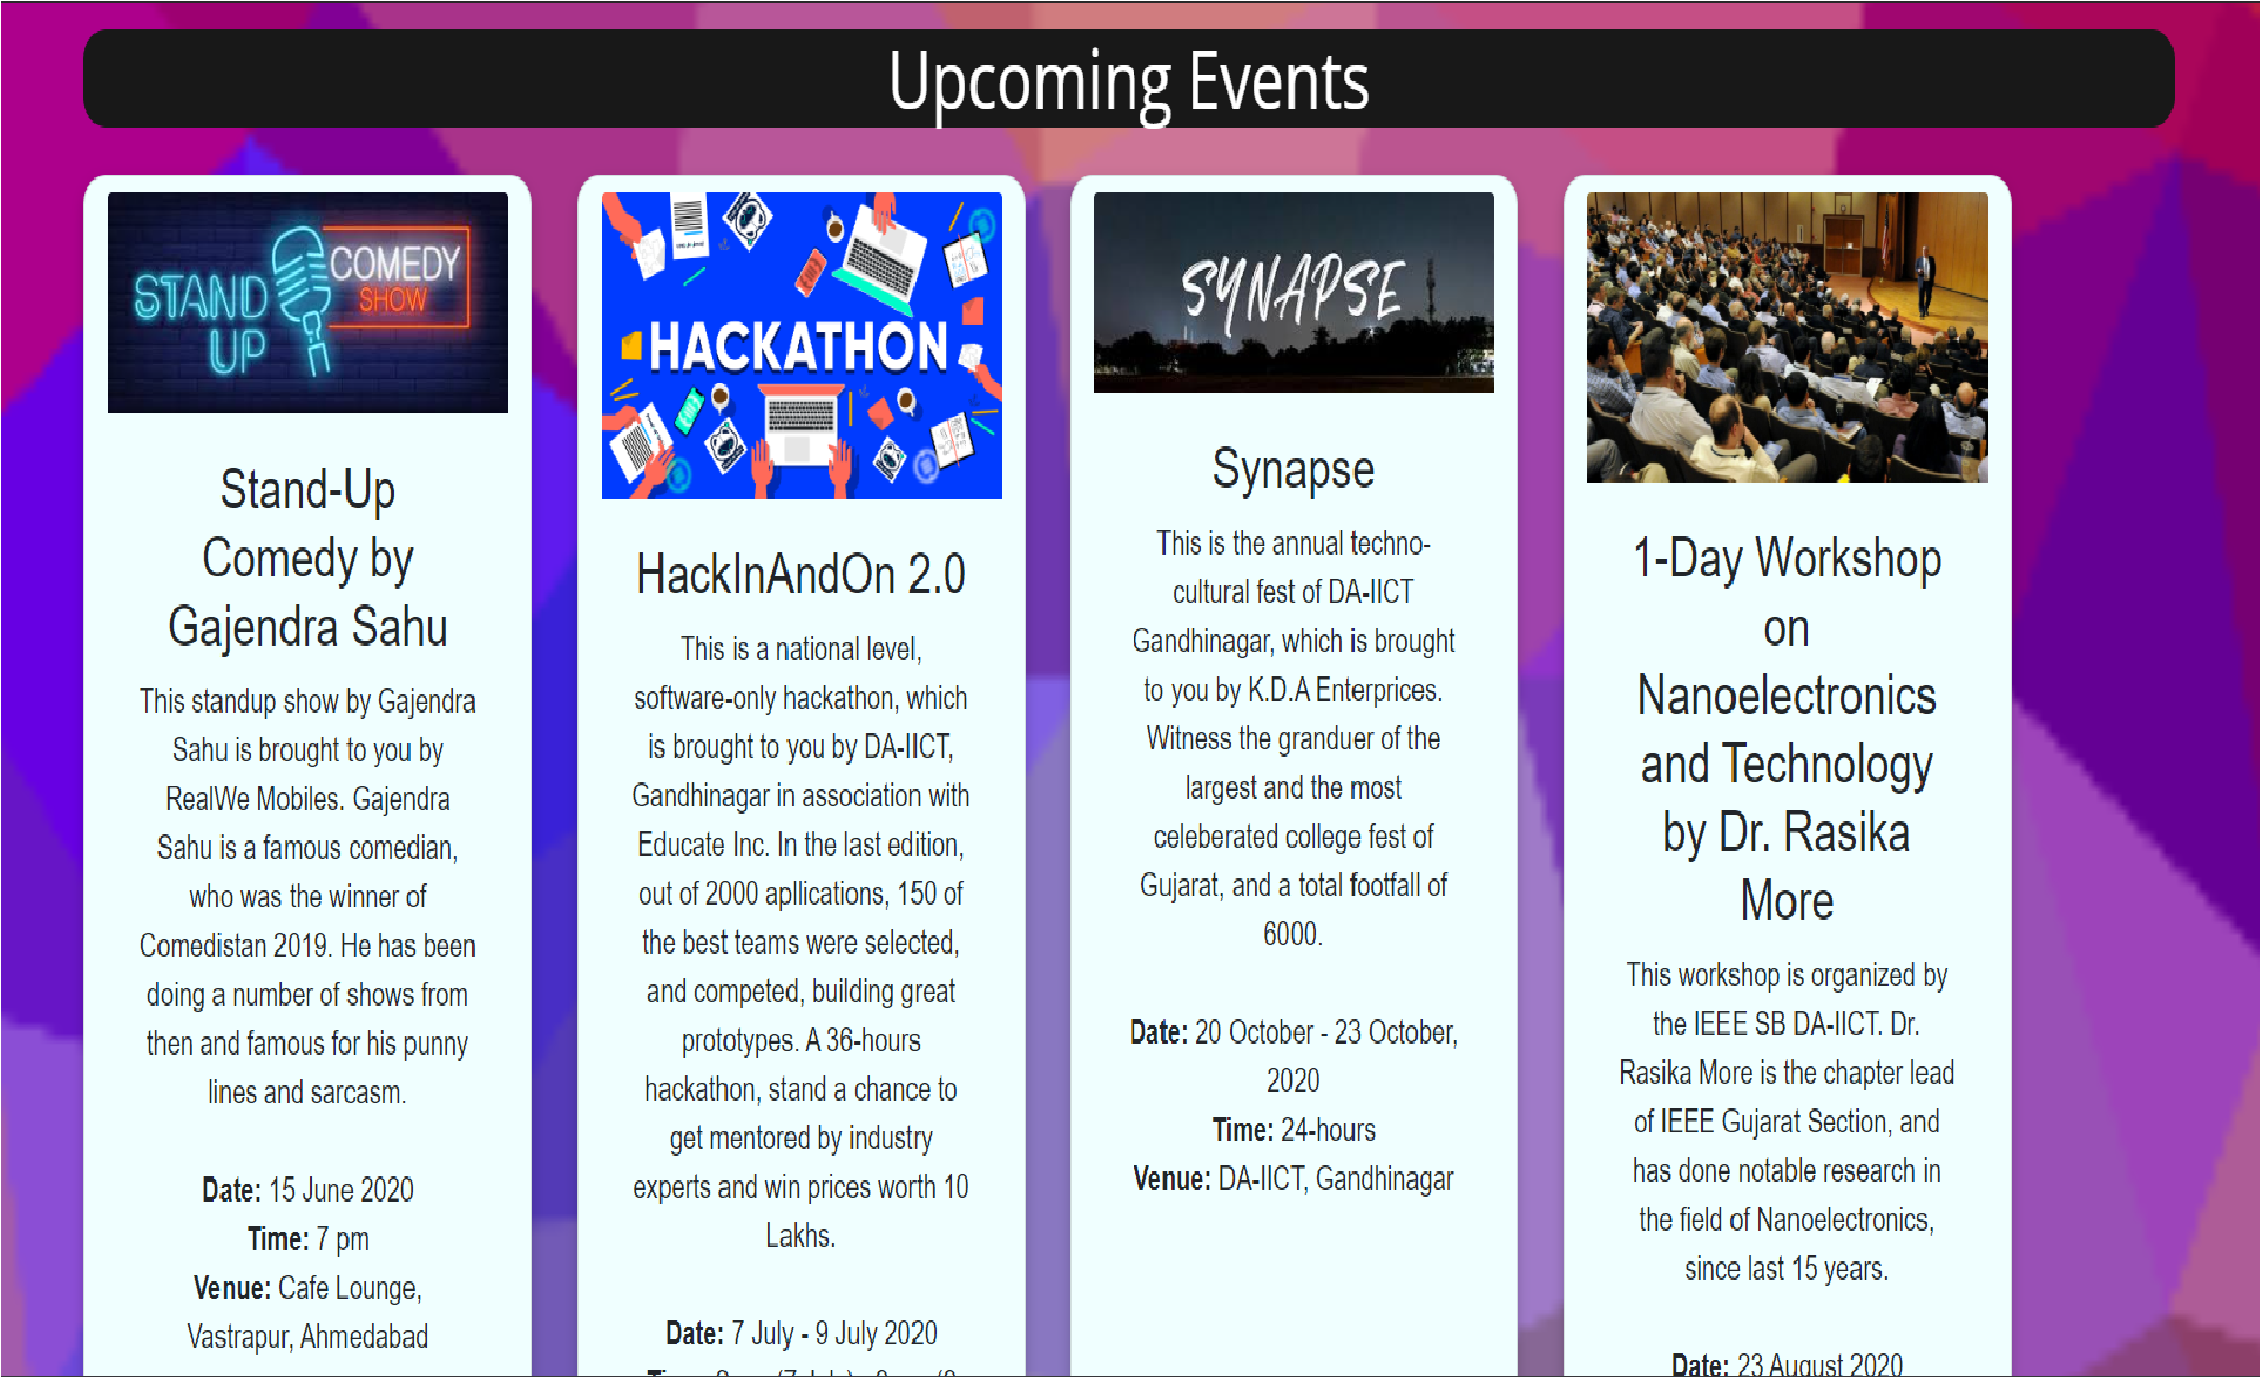 Upcoming Events
STAND
UP
COMEDY
SHOW
Stand-Up
Comedy by
Gajendra Sahu
This standup show by Gajendra
Sahu is brought to you by
RealWe Mobiles. Gajendra
Sahu is a famous comedian,
who was the winner of
Comedistan 2019. He has been
doing a number of shows from
then and famous for his punny
lines and sarcasm.
Date: 15 June 2020
Time: 7 pm
Venue: Cafe Lounge,
Vastrapur, Ahmedabad
HACKATHON
HackInAndOn 2.0
This is a national level,
software-only hackathon, which
is brought to you by DA-IICT,
Gandhinagar in association with
Educate Inc. In the last edition,
out of 2000 apllications, 150 of
the best teams were selected,
and competed, building great
prototypes. A 36-hours
hackathon, stand a chance to
get mentored by industry
experts and win prices worth 10
Lakhs.
Date: 7 July - 9 July 2020
SYNAPSE
Synapse
This is the annual techno-
cultural fest of DA-IICT
Gandhinagar, which is brought
to you by K.D.A Enterprices.
Witness the granduer of the
largest and the most
celeberated college fest of
Gujarat, and a total footfall of
6000.
Date: 20 October - 23 October,
2020
Time: 24-hours
Venue: DA-IICT, Gandhinagar
1-Day Workshop
on
Nanoelectronics
and Technology
by Dr. Rasika
More
This workshop is organized by
the IEEE SB DA-IICT. Dr.
Rasika More is the chapter lead
of IEEE Gujarat Section, and
has done notable research in
the field of Nanoelectronics,
since last 15 years.
Date: 23 August 2020